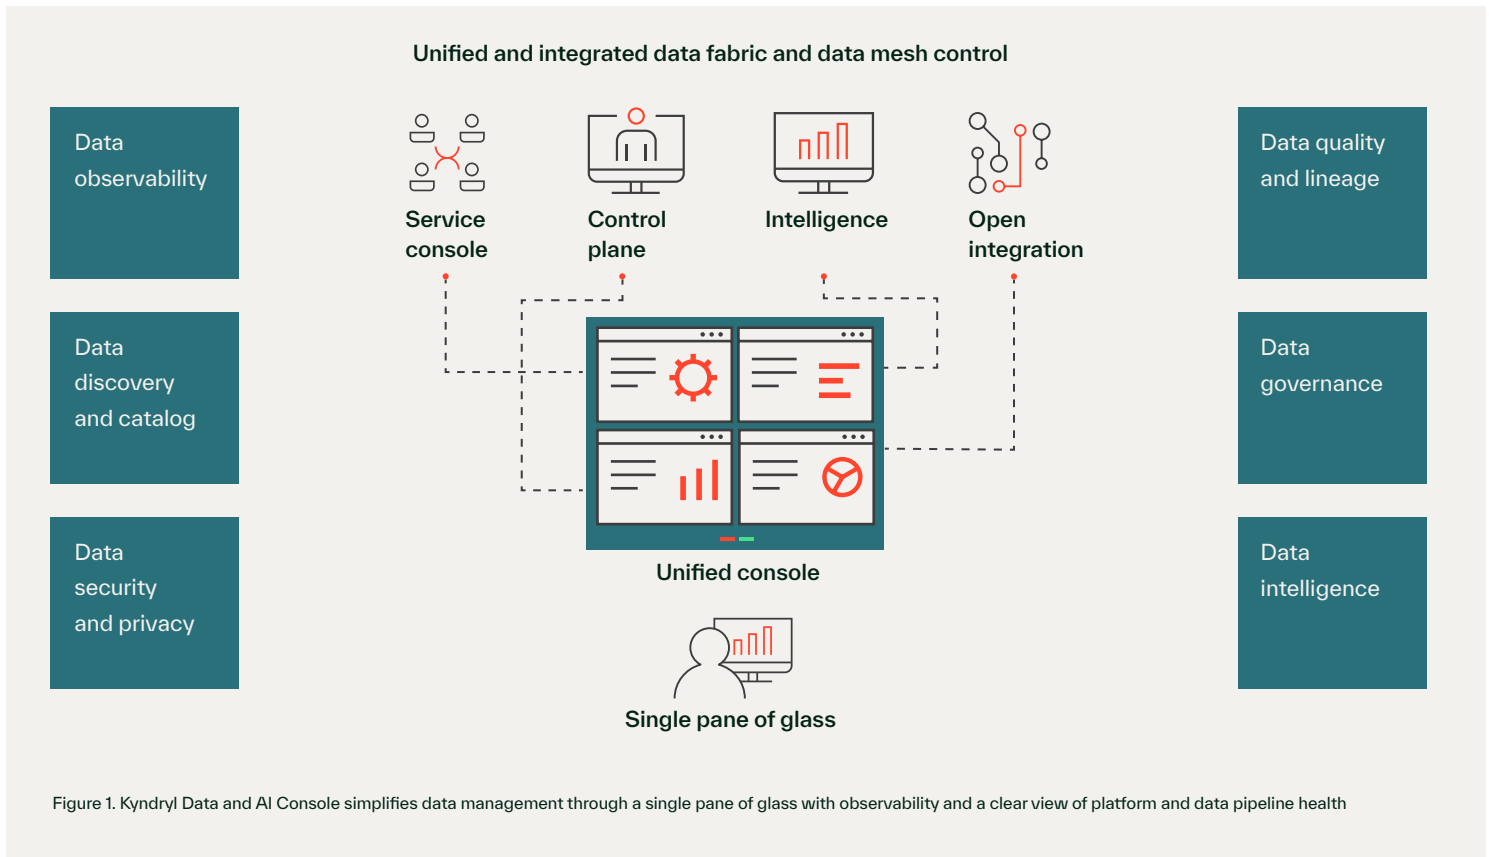 Unified and integrated data fabric and data mesh control
Data
observability
Data
discovery
and catalog
Data
security
and privacy
Service
console
Control
plane
Intelligence
Open
integration
Unified console
Single pane of glass
Data quality
and lineage
Data
governance
Data
intelligence
Figure 1. Kyndryl Data and AI Console simplifies data management through a single pane of glass with observability and a clear view of platform and data pipeline health